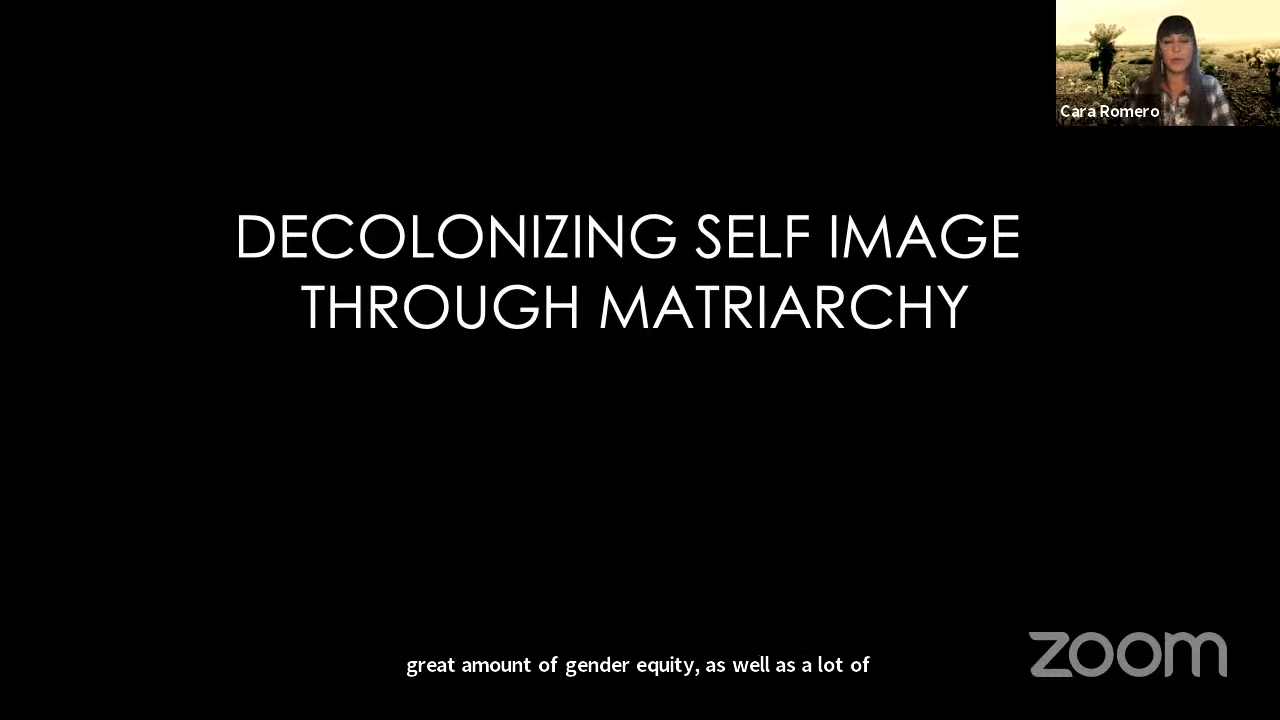 Cara Romero
DECOLONIZING SELF IMAGE
THROUGH MATRIARCHY
great amount of gender equity, as well as a lot of
zoom